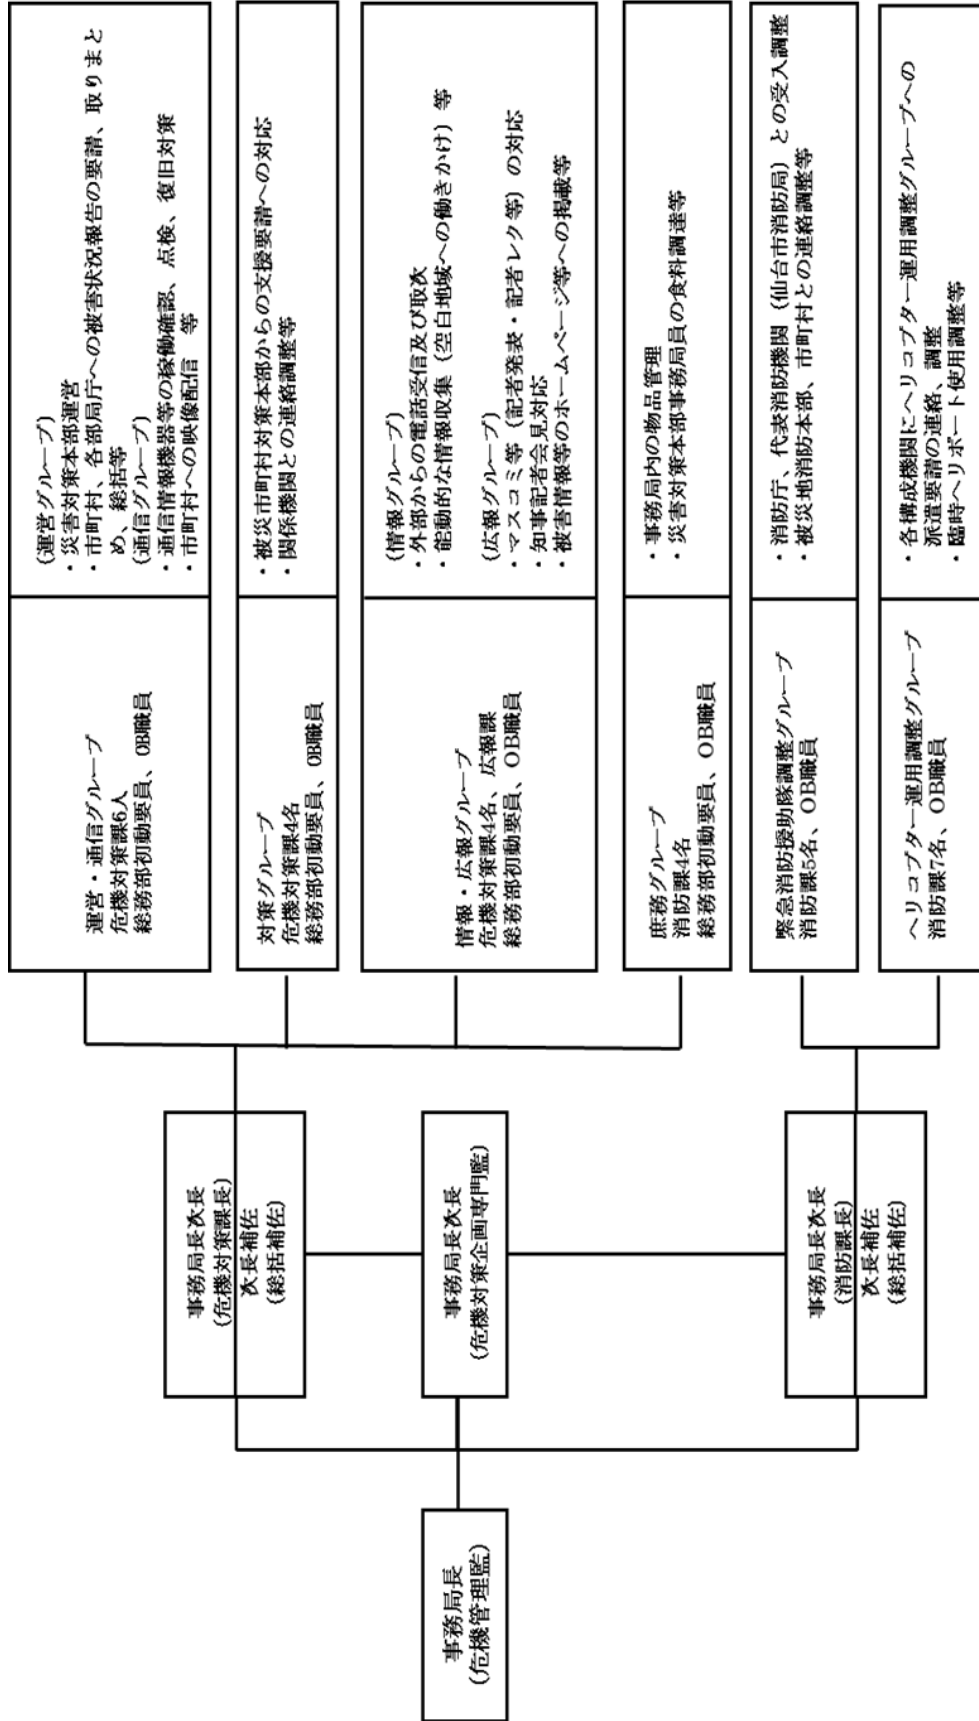 事務局長
(危機管理監)
事務局長次長
(危機対策課長)
次長補佐
(総括補佐)
事務局長次長
(危機対策企画専門監)
事務局長次長
(消防課長)
次長補佐
(総括補佐)
運営・通信グループ
危機対策課6人
総務部初動要員、OB職員
(運営グループ)
・災害対策本部運営
・市町村、各部局庁への被害状況報告の要請、取りまと
め、総括等
(通信グループ)
・通信情報機器等の稼働確認、点検、復旧対策
・市町村への映像配信 等
対策グループ
危機対策課4名
総務部初動要員、OB職員
・被災市町村対策本部からの支援要請への対応
・関係機関との連絡調整等
情報・広報グループ
危機対策課4名、広報課
総務部初動要員、OB職員
(情報グループ)
・外部からの電話受信及び取次
・能動的な情報収集（空白地域への働きかけ）等
(広報グループ)
・マスコミ等（記者発表・記者レク等）の対応
・知事記者会見対応
・被害情報等のホームページ等への掲載等
庶務グループ
消防課4名
総務部初動要員、OB職員
・事務局内の物品管理
・災害対策本部事務局員の食料調達等
緊急消防援助隊調整グループ
消防課5名、OB職員
・消防庁、代表消防機関（仙台市消防局）との受入調整
・被災地消防本部、市町村との連絡調整等
ヘリコプター運用調整グループ
消防課7名、OB職員
・各構成機関にヘリコプター運用調整グループへの
派遣要請の連絡、調整
・臨時ヘリポート使用調整等